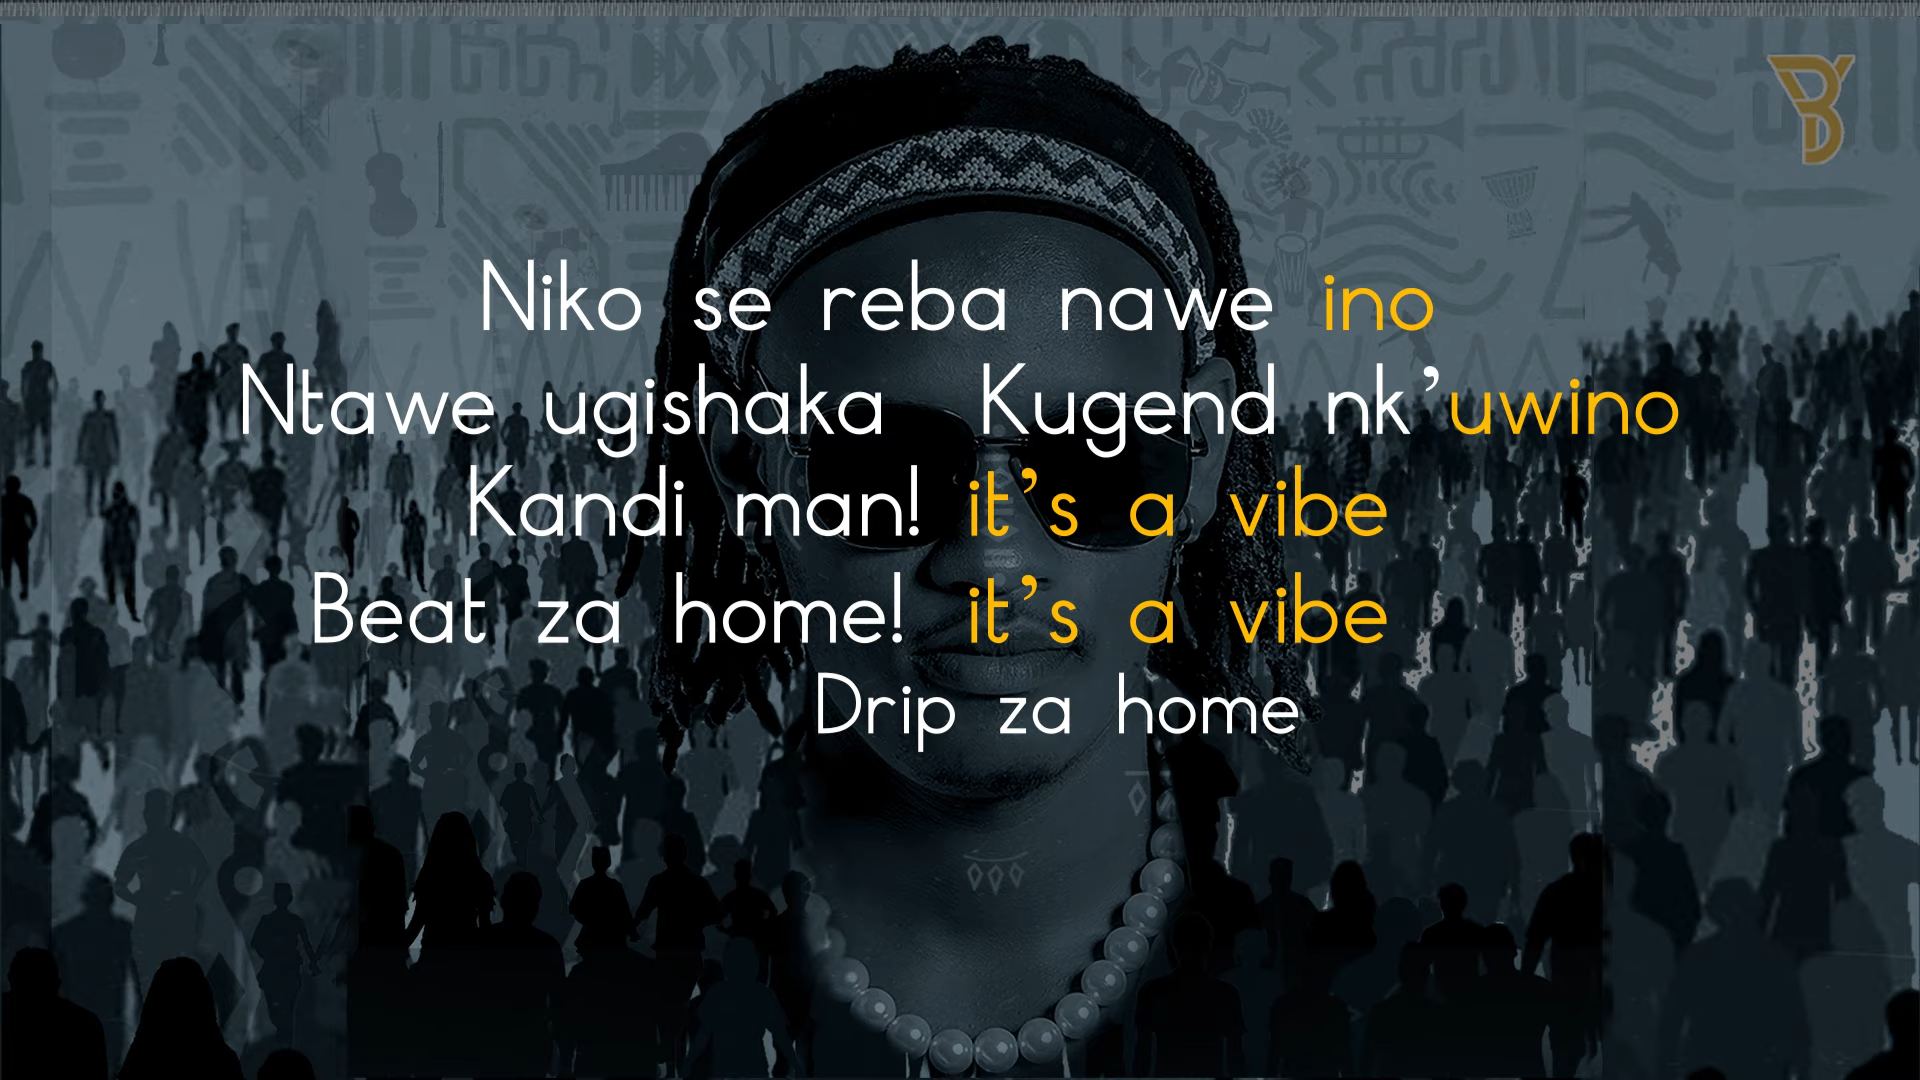 Niko se reba nawe ino
Ntawe ugishaka Kugend nk’uwino
Kandi man! it’s a vibe
Beat za home! it’s a vibe
Drip za home